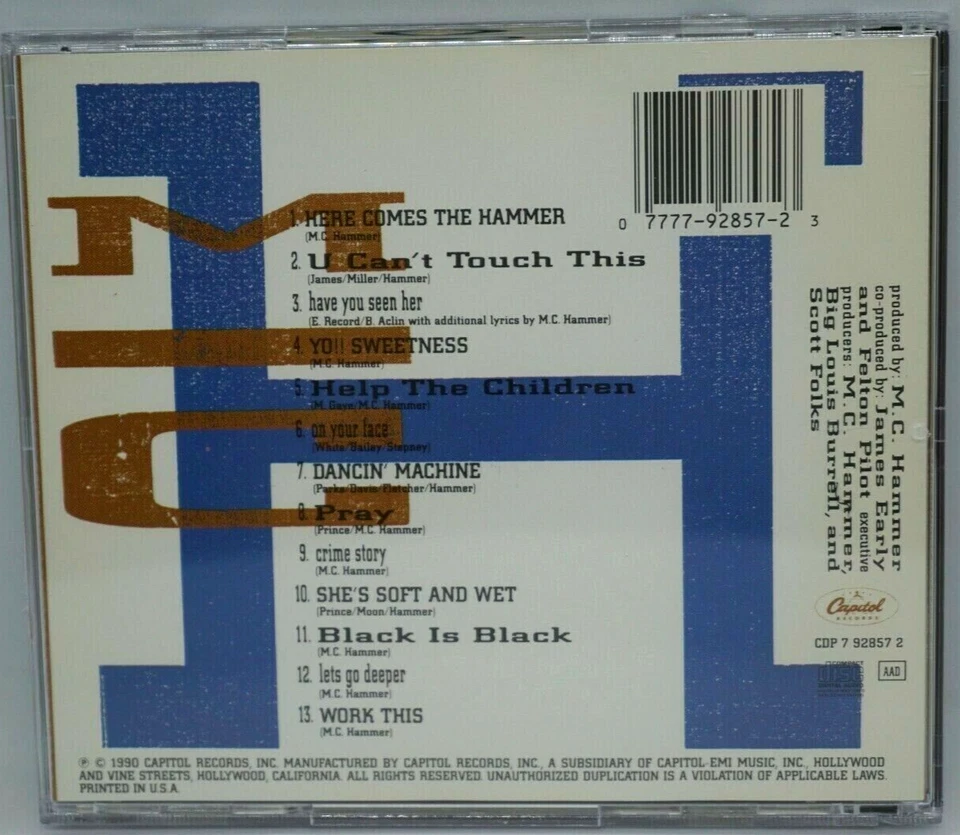 1. HERE COMES THE HAMMER
(M.C. Hammer)
2. U Can't Touch This
(James/Miller/Hammer)
3. have you seen her
(E. Record/B. Aclin with additional lyrics by M.C. Hammer)
4. YO!! SWEETNESS
(M.C. Hammer)
5. Help The Children
(M. Gaye/M.C. Hammer)
6. on your face
(White/Bailey/Stepney)
7. DANCIN' MACHINE
(Parks/Davis/Fletcher/Hammer)
8. Pray
(Prince/M.C. Hammer)
9. crime story
(M.C. Hammer)
10. SHE'S SOFT AND WET
(Prince/Moon/Hammer)
11. Black Is Black
(M.C. Hammer)
12. lets go deeper
(M.C. Hammer)
13. WORK THIS
(M.C. Hammer)
MC
H
0 7777-92857-2 3
produced by: M.C. Hammer
co-produced by: James Early
and Felton Pilot executive
producers: M.C. Hammer,
Big Louis Burrell, and
Scott Folks
Capitol
RECORDS
CDP 7 92857 2
COMPACT
disc
DIGITAL AUDIO
AAD
℗ © 1990 CAPITOL RECORDS, INC. MANUFACTURED BY CAPITOL RECORDS, INC., A SUBSIDIARY OF CAPITOL-EMI MUSIC, INC., HOLLYWOOD
AND VINE STREETS, HOLLYWOOD, CALIFORNIA. ALL RIGHTS RESERVED. UNAUTHORIZED DUPLICATION IS A VIOLATION OF APPLICABLE LAWS.
PRINTED IN U.S.A.